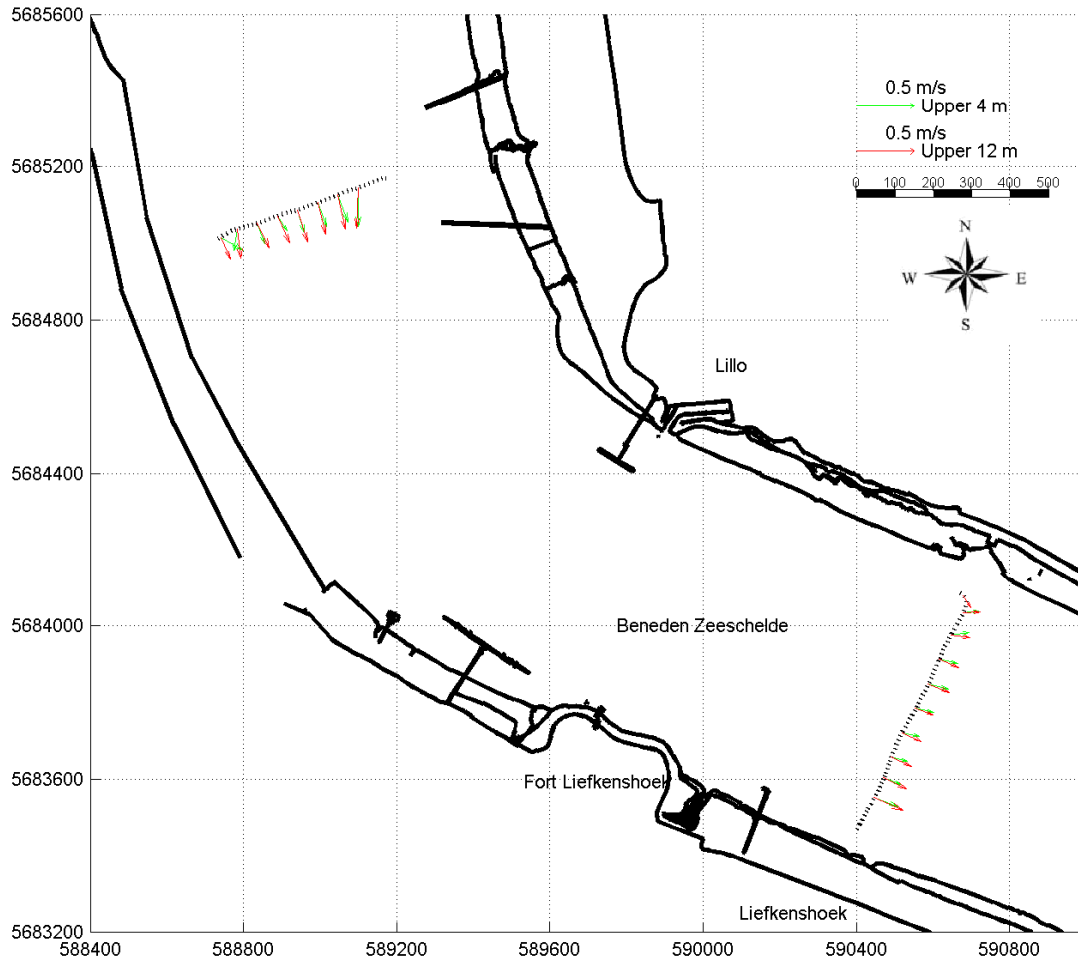 5685600
5685200
5684800
5684400
5684000
5683600
5683200
588400 588800 589200 589600 590000 590400 590800
0.5 m/s
Upper 4 m
0.5 m/s
Upper 12 m
0 100 200 300 400 500
N
W E
S
Lillo
Beneden Zeeschelde
Fort Liefkenshoek
Liefkenshoek